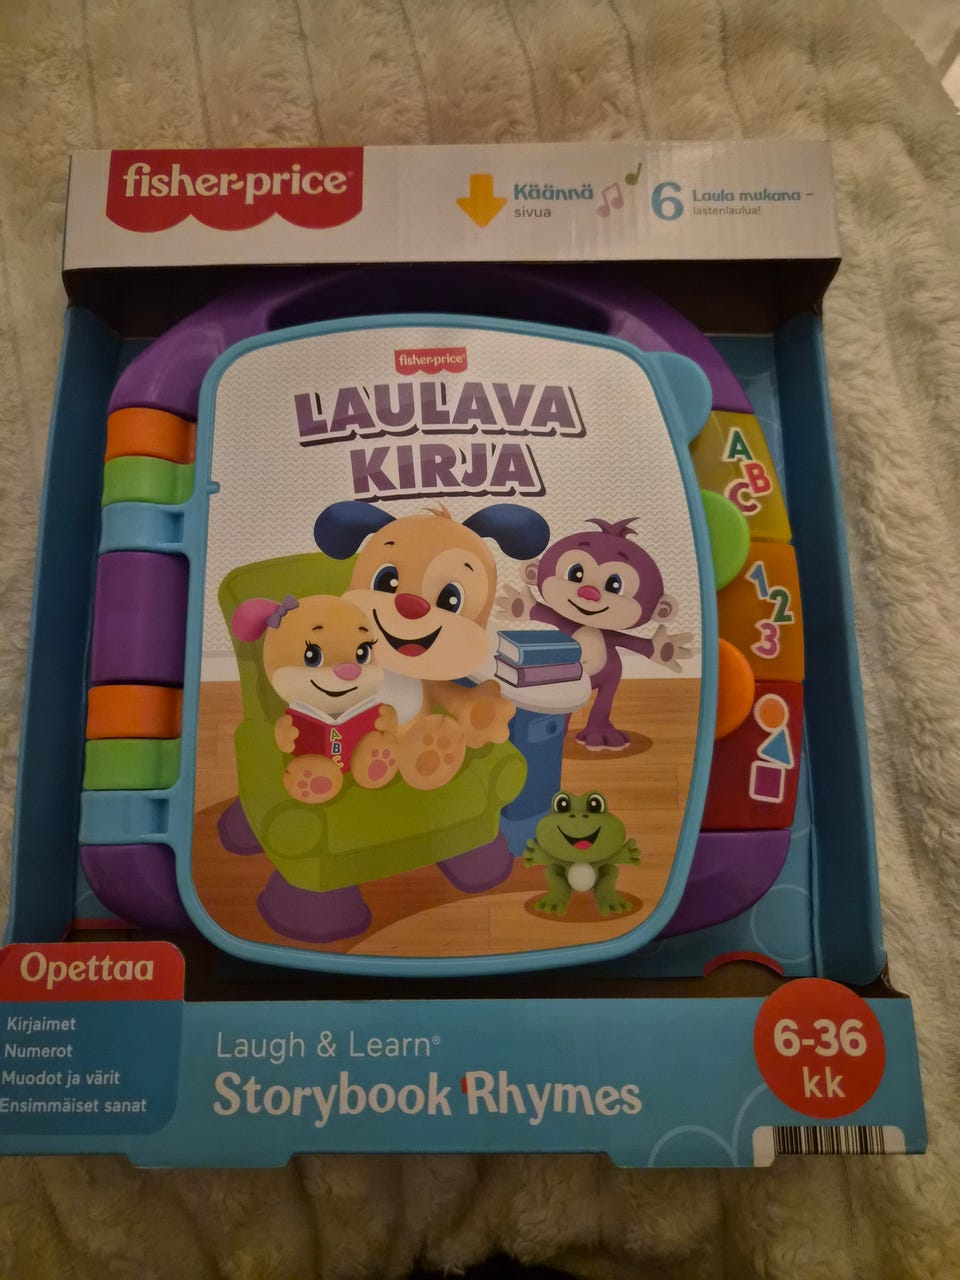 fisher-price®
Käännä
sivua
6
Laula mukana -
lastenlaulua!
fisher-price®
LAULAVA
KIRJA
A
B
C
1
2
3
A
B
C
Opettaa
Kirjaimet
Numerot
Muodot ja värit
Ensimmäiset sanat
Laugh & Learn®
Storybook Rhymes
6-36
kk